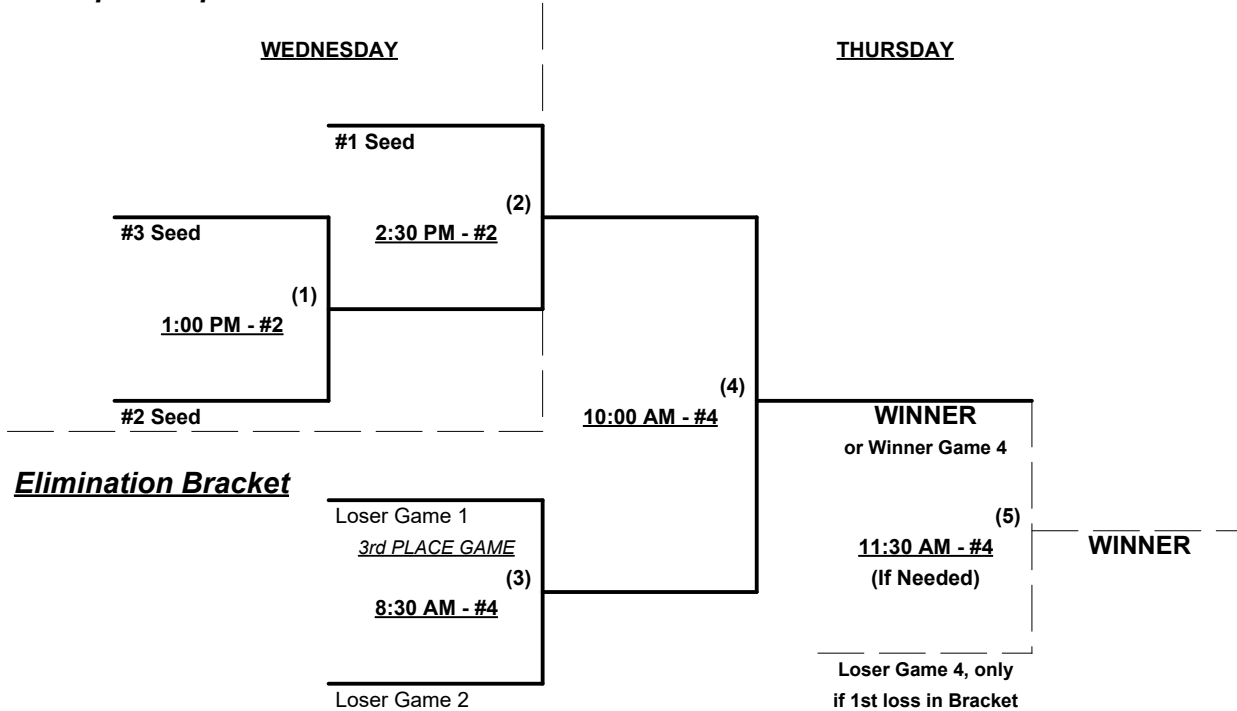 WEDNESDAY
THURSDAY
#1 Seed
(2)
#3 Seed
2:30 PM - #2
(1)
1:00 PM - #2
(4)
#2 Seed
10:00 AM - #4
WINNER
or Winner Game 4
Elimination Bracket
Loser Game 1
(5)
3rd PLACE GAME
11:30 AM - #4
WINNER
(3)
(If Needed)
8:30 AM - #4
Loser Game 4, only
Loser Game 2
if 1st loss in Bracket